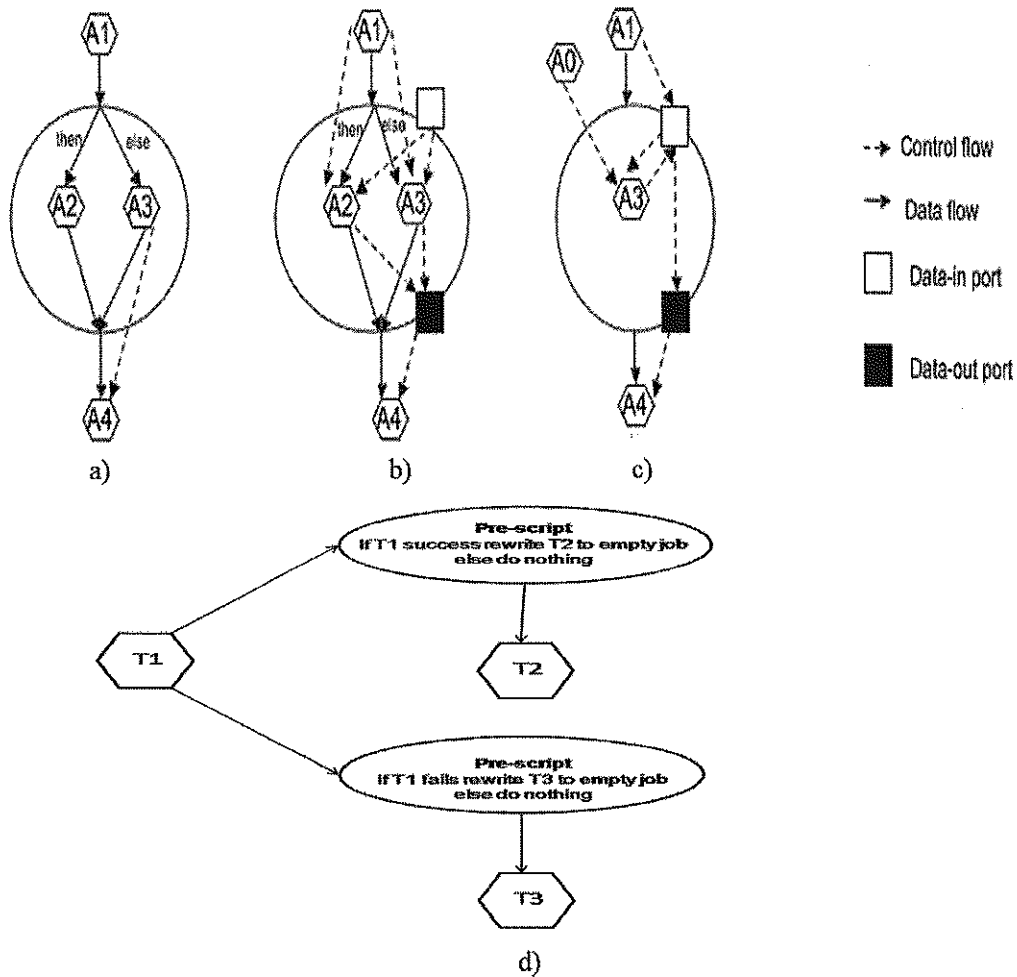 A1
then
else
A2
A3
A4
a)
A1
then
else
A2
A3
A4
b)
A0
A1
A3
A4
c)
Control flow
Data flow
Data-in port
Data-out port
Pre-script
If T1 success rewrite T2 to empty job
else do nothing
T1
T2
Pre-script
If T1 fails rewrite T3 to empty job
else do nothing
T3
d)